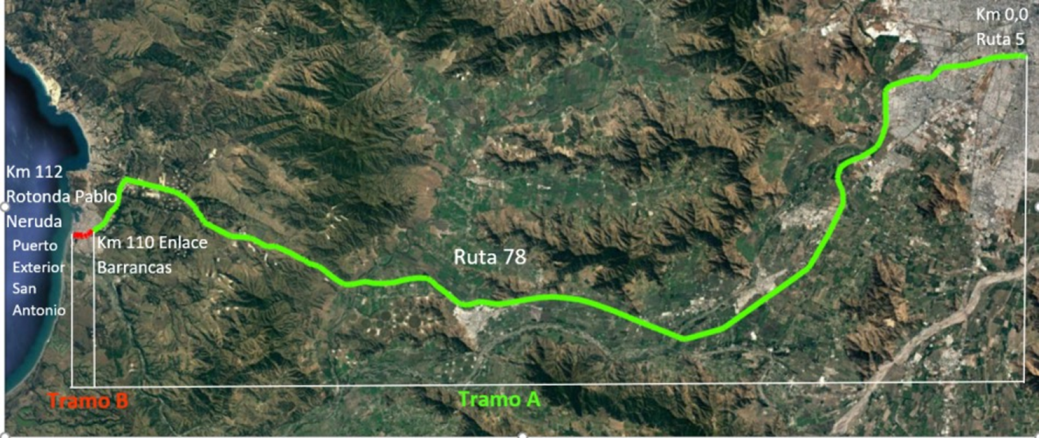 Km 0,0
Ruta 5
Km 112
Rotonda Pablo
Neruda
Puerto
Exterior
San
Antonio
Km 110 Enlace
Barrancas
Ruta 78
Tramo B
Tramo A